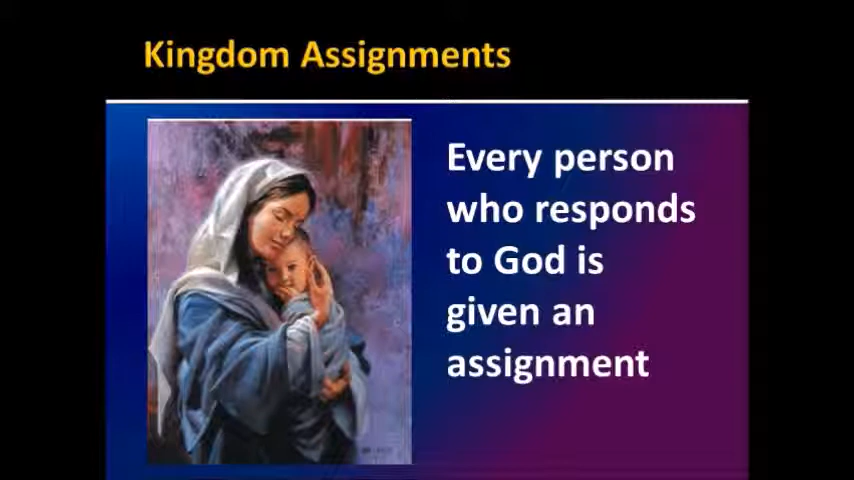 Kingdom Assignments
Every person
who responds
to God is
given an
assignment